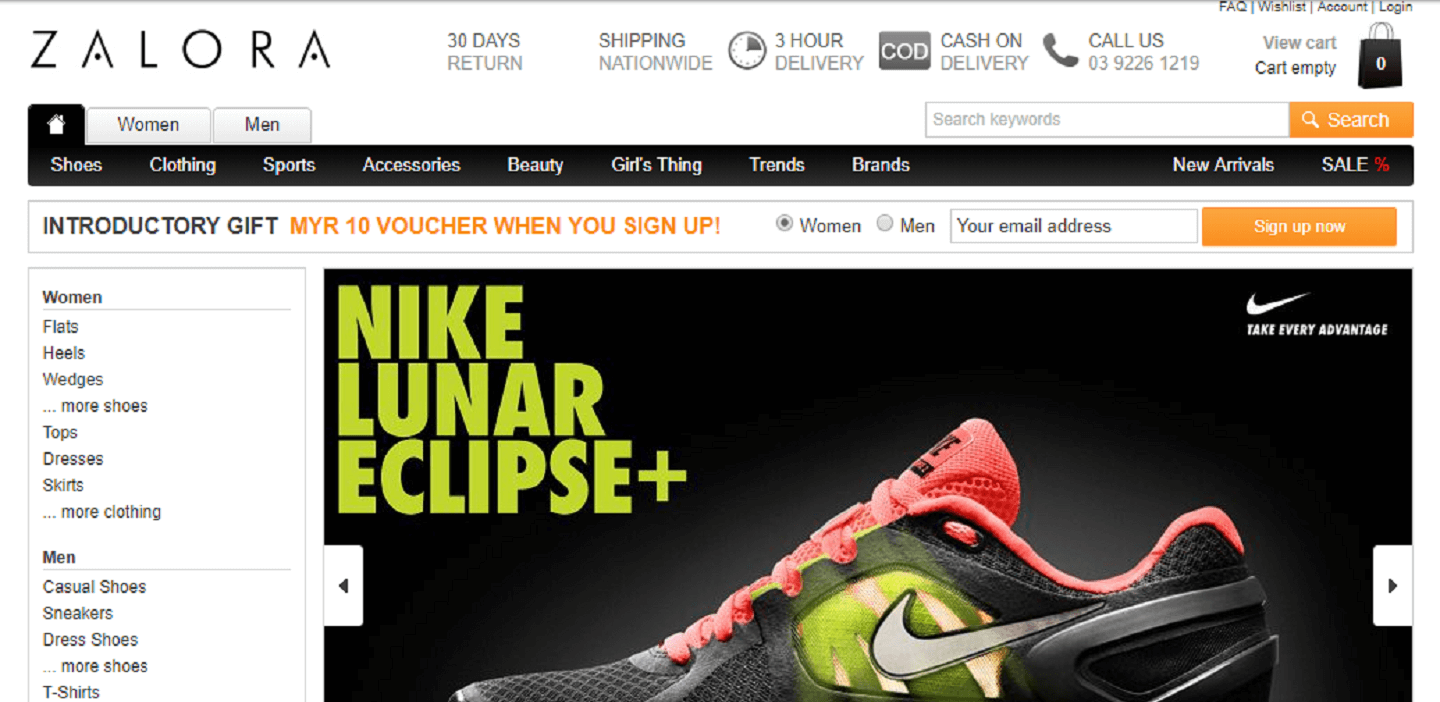 FAQ | Wishlist | Account | Login
ZALORA
30 DAYS
RETURN
SHIPPING
NATIONWIDE
3 HOUR
DELIVERY
COD
CASH ON
DELIVERY
CALL US
03 9226 1219
View cart
Cart empty
0
Women
Men
Search keywords
Search
Shoes Clothing Sports Accessories Beauty Girl's Thing Trends Brands New Arrivals SALE %
INTRODUCTORY GIFT MYR 10 VOUCHER WHEN YOU SIGN UP!
Women Men Your email address Sign up now
Women
Flats
Heels
Wedges
... more shoes
Tops
Dresses
Skirts
... more clothing
Men
Casual Shoes
Sneakers
Dress Shoes
... more shoes
T-Shirts
NIKE
LUNAR
ECLIPSE+
TAKE EVERY ADVANTAGE